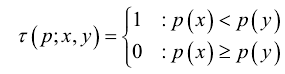 τ(p;x,y)={1 :p(x)<p(y)
0 :p(x)≥p(y)